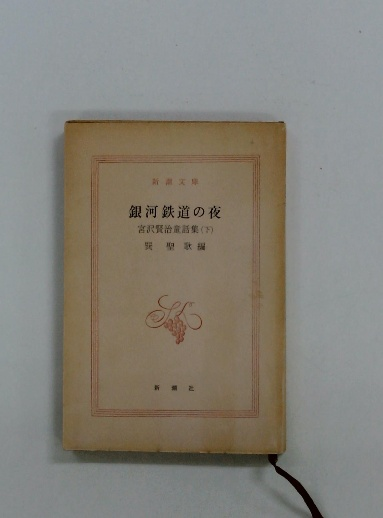 新潮文庫
銀河鉄道の夜
宮沢賢治童話集(下)
巽 聖歌編
新潮社